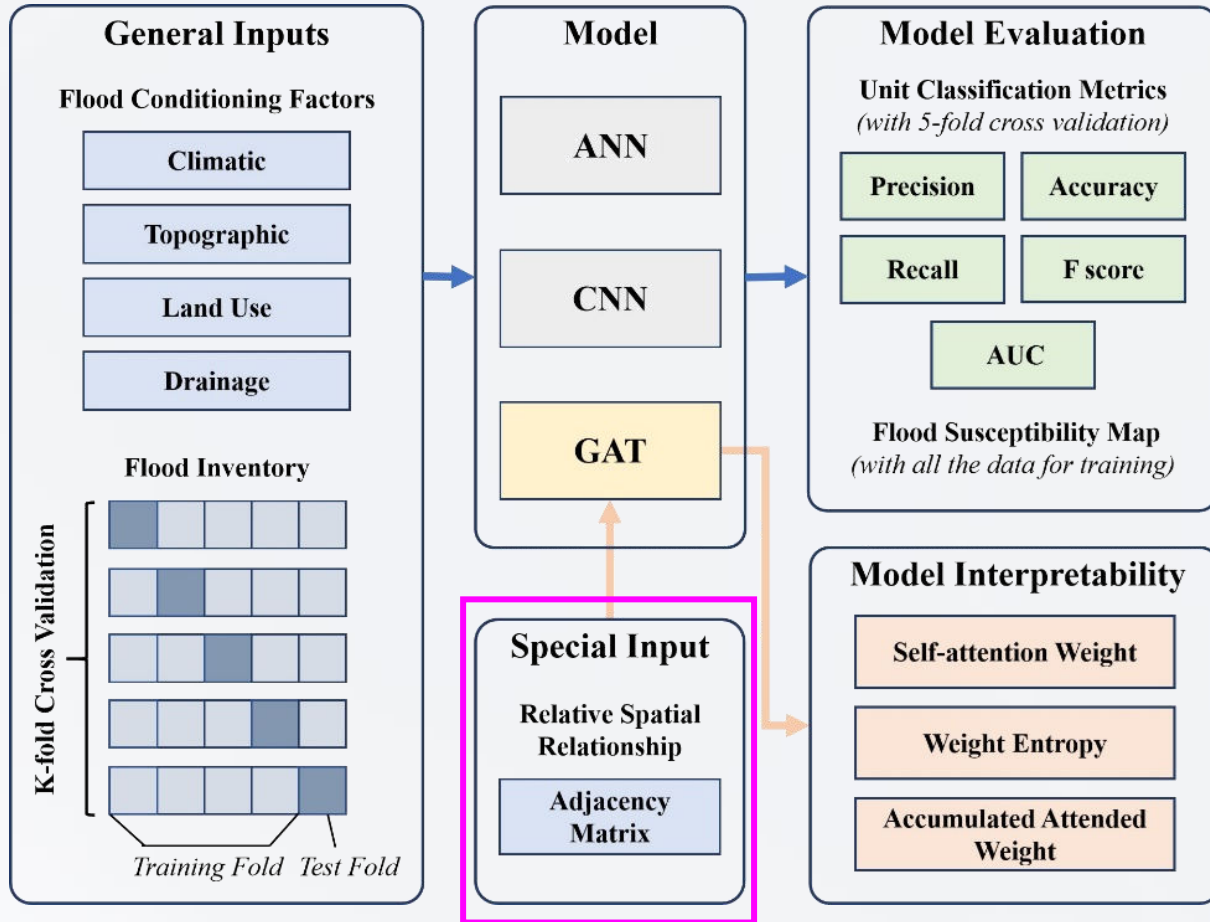 General Inputs
Flood Conditioning Factors
Climatic
Topographic
Land Use
Drainage
Flood Inventory
K-fold Cross Validation
Training Fold
Test Fold
Model
ANN
CNN
GAT
Special Input
Relative Spatial
Relationship
Adjacency
Matrix
Model Evaluation
Unit Classification Metrics
(with 5-fold cross validation)
Precision
Accuracy
Recall
F score
AUC
Flood Susceptibility Map
(with all the data for training)
Model Interpretability
Self-attention Weight
Weight Entropy
Accumulated Attended
Weight